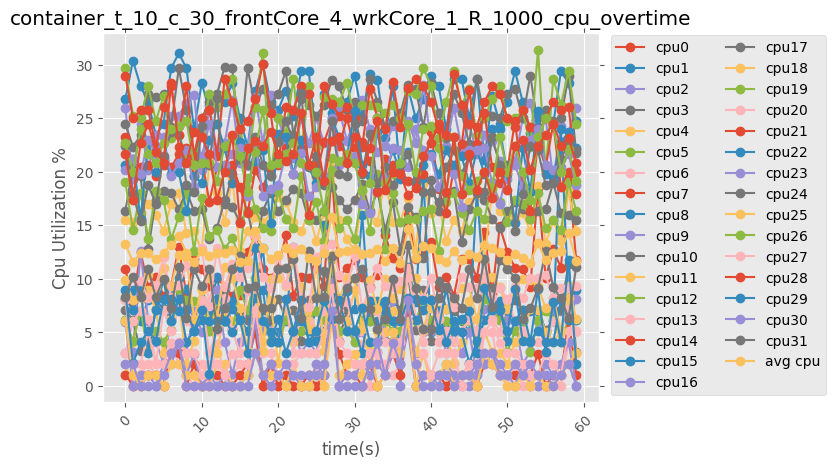 container_t_10_c_30_frontCore_4_wrkCore_1_R_1000_cpu_overtime
Cpu Utilization %
30
25
20
15
10
5
0
0
10
20
30
40
50
60
time(s)
cpu0
cpu1
cpu2
cpu3
cpu4
cpu5
cpu6
cpu7
cpu8
cpu9
cpu10
cpu11
cpu12
cpu13
cpu14
cpu15
cpu16
cpu17
cpu18
cpu19
cpu20
cpu21
cpu22
cpu23
cpu24
cpu25
cpu26
cpu27
cpu28
cpu29
cpu30
cpu31
avg cpu